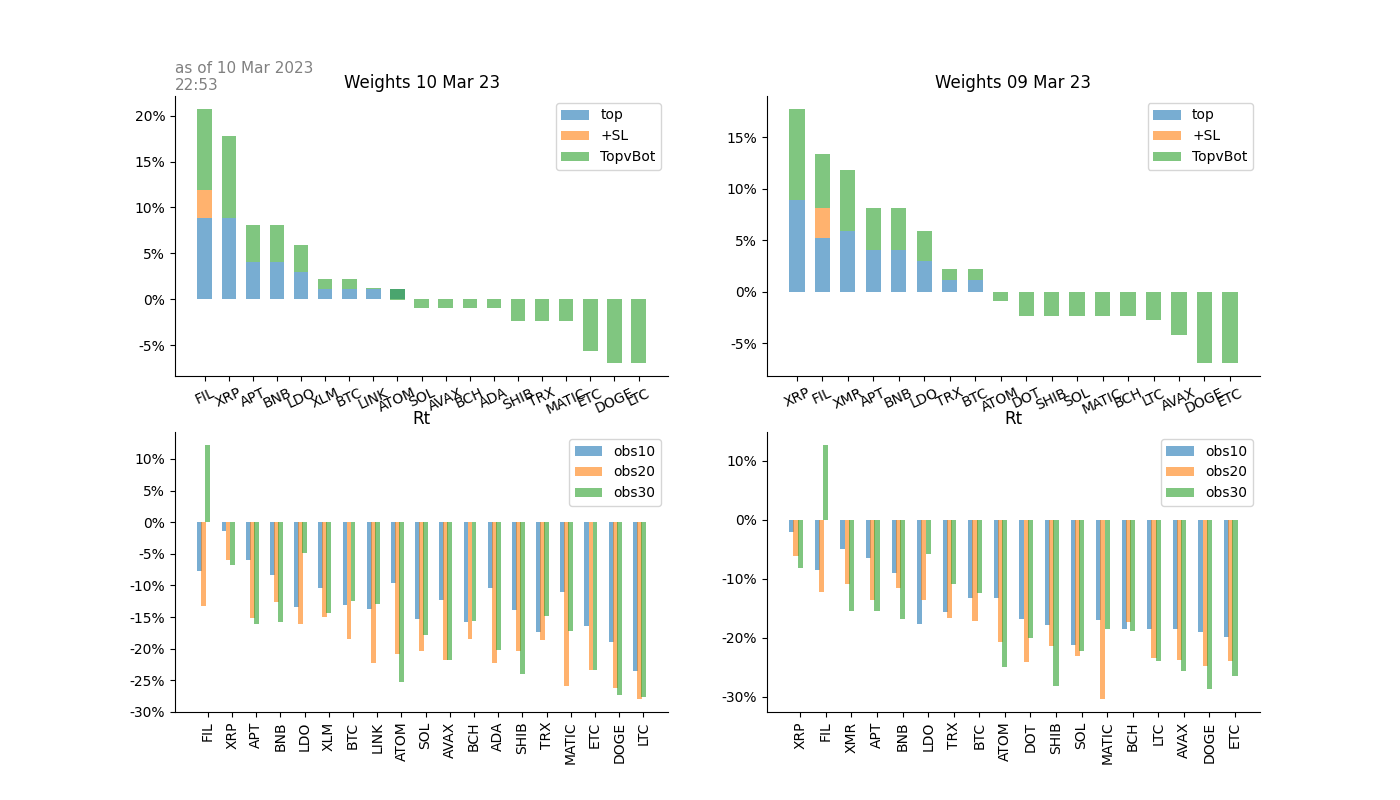 as of 10 Mar 2023
22:53
Weights 10 Mar 23
20%
15%
10%
5%
0%
-5%
top
+SL
TopvBot
FIL XRP APT BNB LDO XLM BTC LINK ATOM SOL AVAX BCH ADA SHIB TRX MATIC ETC DOGE LTC
Weights 09 Mar 23
15%
10%
5%
0%
-5%
top
+SL
TopvBot
XRP FIL XMR APT BNB LDO TRX BTC ATOM DOT SHIB SOL MATIC BCH LTC AVAX DOGE ETC
Rt
10%
5%
0%
-5%
-10%
-15%
-20%
-25%
-30%
obs10
obs20
obs30
FIL XRP APT BNB LDO XLM BTC LINK ATOM SOL AVAX BCH ADA SHIB TRX MATIC ETC DOGE LTC
Rt
10%
0%
-10%
-20%
-30%
obs10
obs20
obs30
XRP FIL XMR APT BNB LDO TRX BTC ATOM DOT SHIB SOL MATIC BCH LTC AVAX DOGE ETC